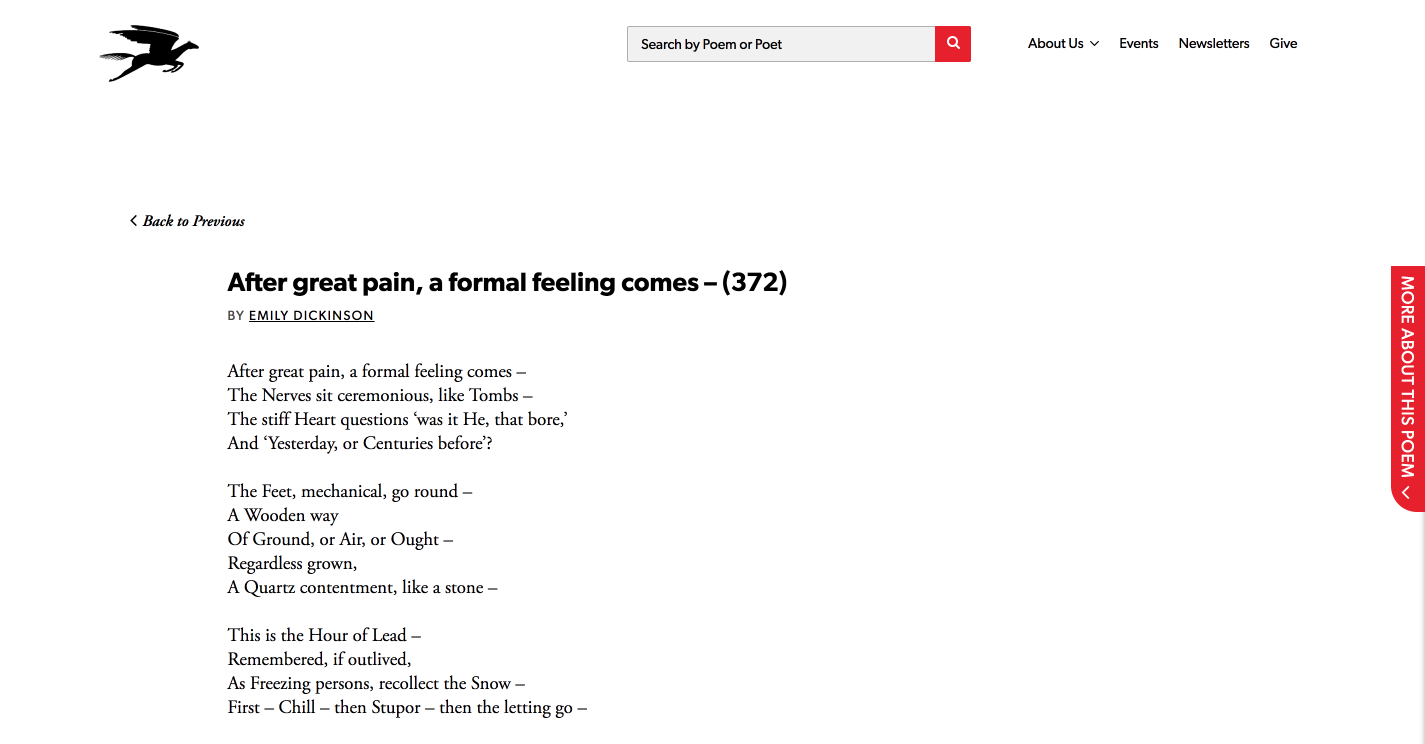 Search by Poem or Poet
About Us
Events
Newsletters
Give
Back to Previous
After great pain, a formal feeling comes – (372)
BY EMILY DICKINSON
After great pain, a formal feeling comes –
The Nerves sit ceremonious, like Tombs –
The stiff Heart questions ‘was it He, that bore,’
And ‘Yesterday, or Centuries before’?

The Feet, mechanical, go round –
A Wooden way
Of Ground, or Air, or Ought –
Regardless grown,
A Quartz contentment, like a stone –

This is the Hour of Lead –
Remembered, if outlived,
As Freezing persons, recollect the Snow –
First – Chill – then Stupor – then the letting go –
MORE ABOUT THIS POEM